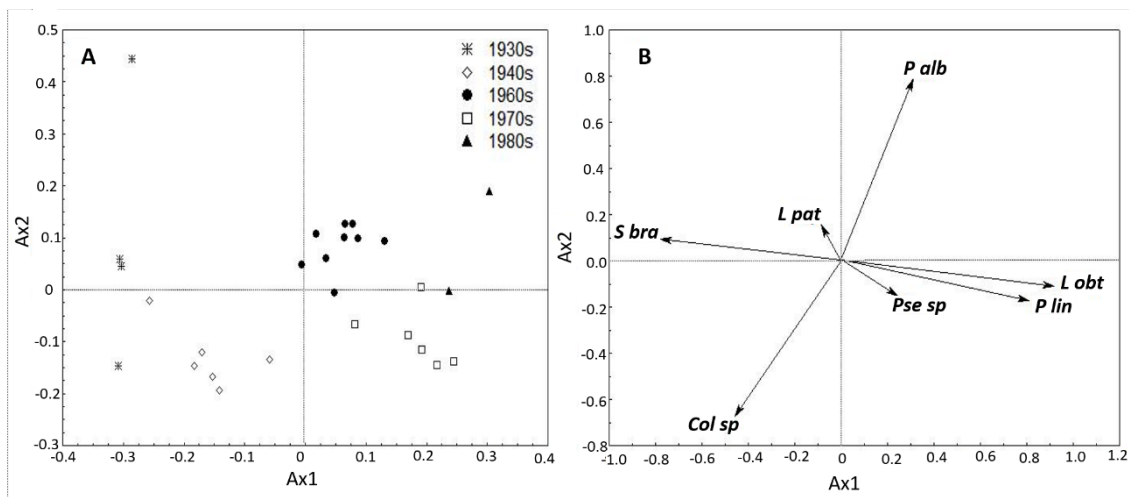 A
1930s
1940s
1960s
1970s
1980s
0.5
0.4
0.3
0.2
0.1
0
-0.1
-0.2
-0.3
Ax2
-0.4 -0.3 -0.2 -0.1 0 0.1 0.2 0.3 0.4
Ax1
B
P alb
L pat
S bra
L obt
P lin
Pse sp
Col sp
1.0
0.8
0.6
0.4
0.2
0.0
-0.2
-0.4
-0.6
-0.8
Ax2
-1.0 -0.8 -0.6 -0.4 -0.2 0 0.2 0.4 0.6 0.8 1.0 1.2
Ax1